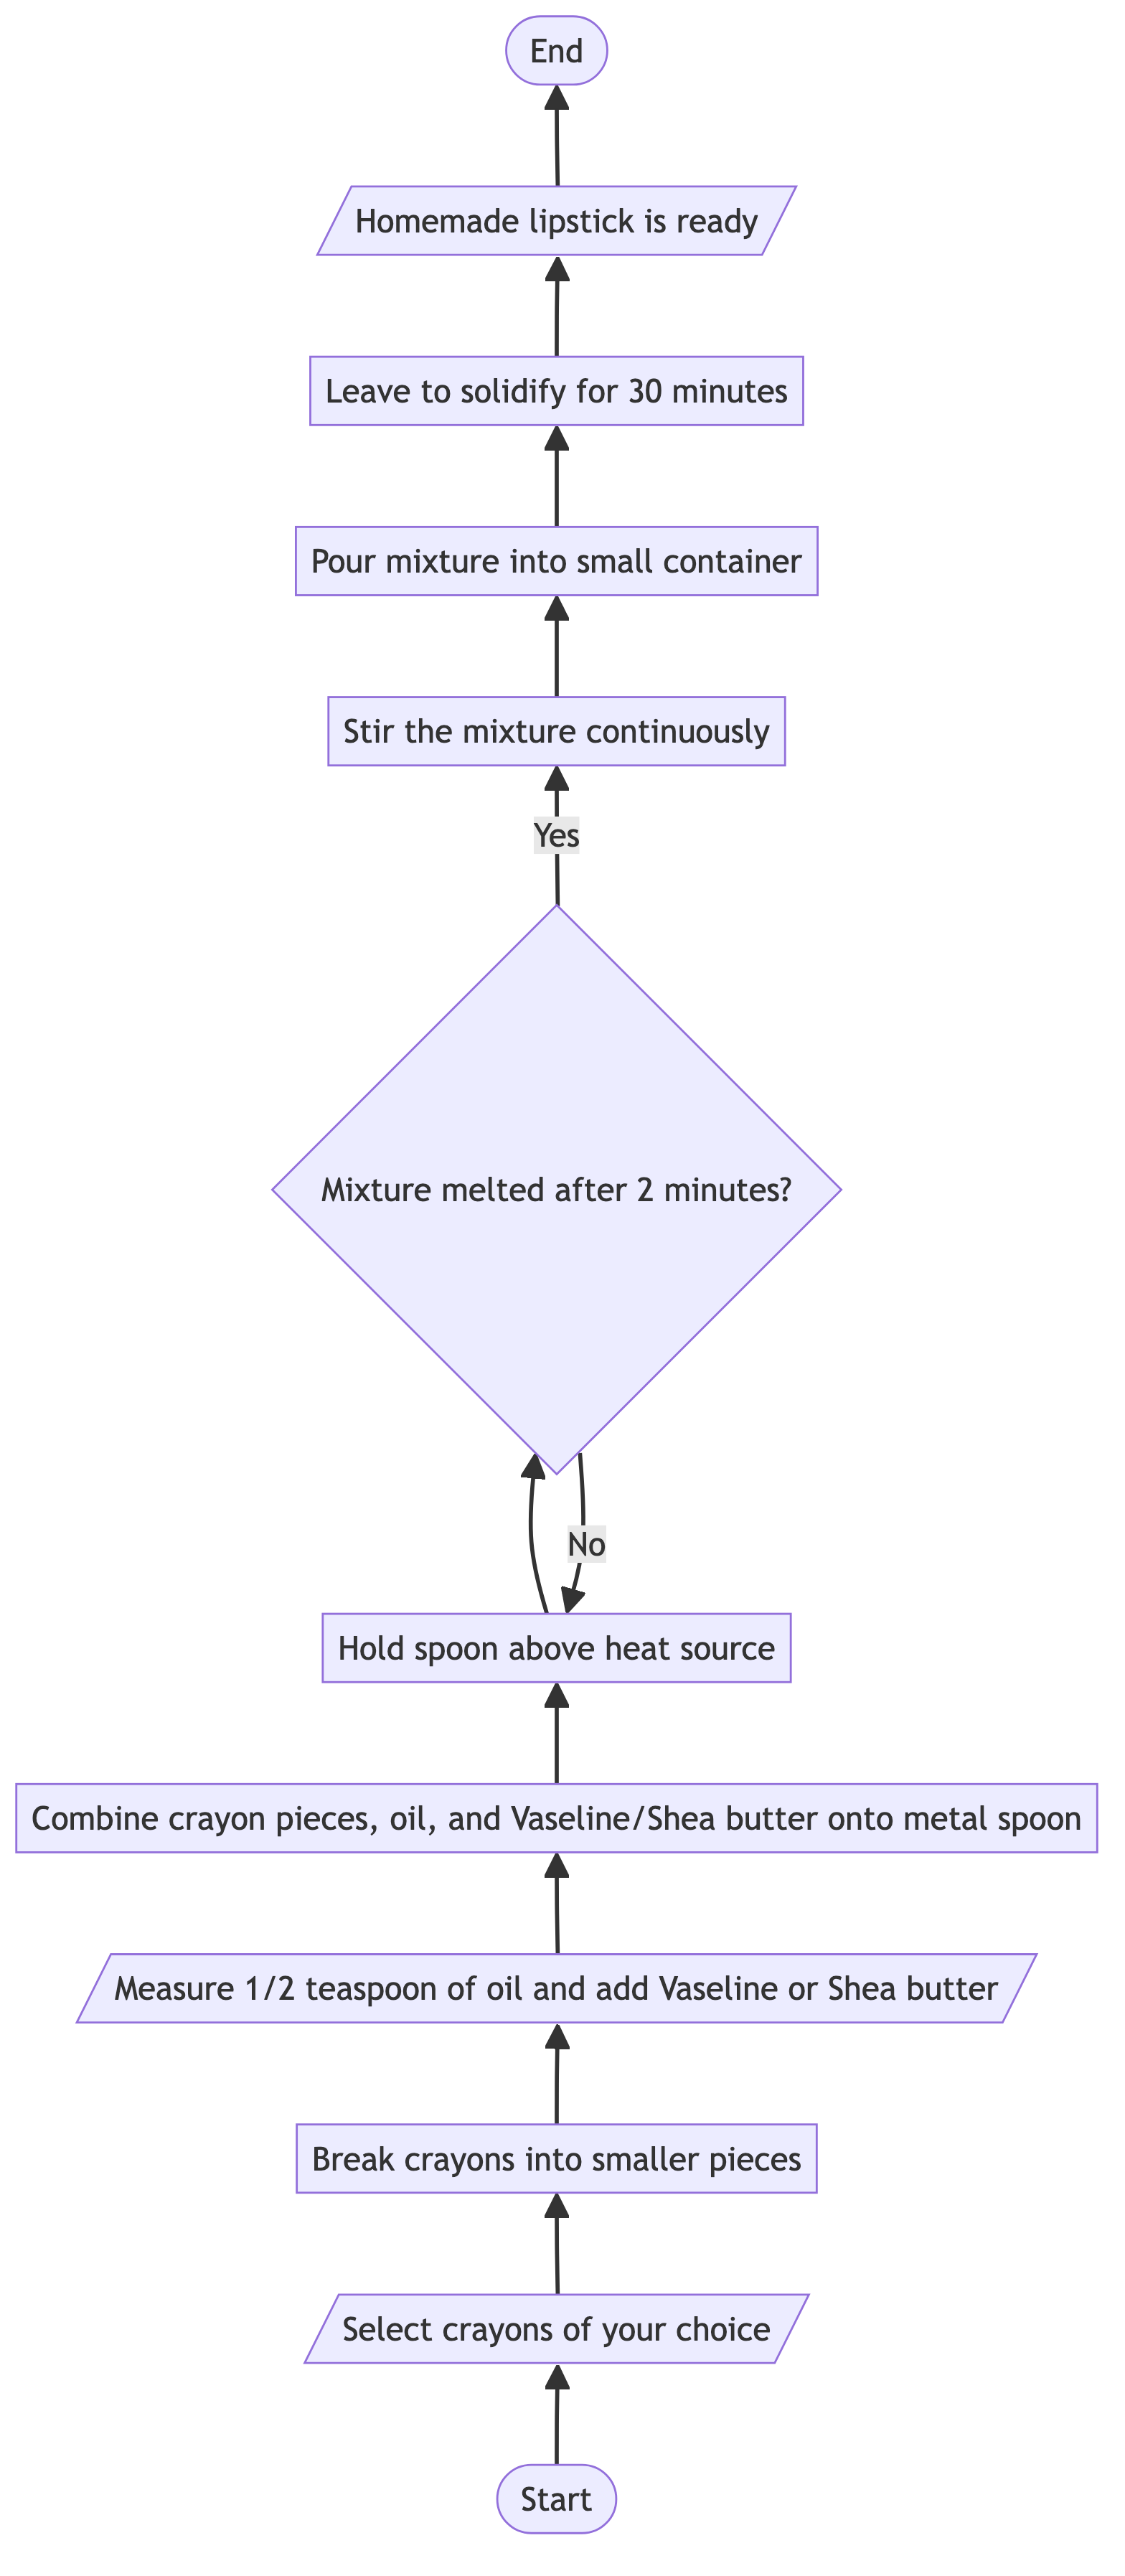 End
Homemade lipstick is ready
Leave to solidify for 30 minutes
Pour mixture into small container
Stir the mixture continuously
Yes
Mixture melted after 2 minutes?
No
Hold spoon above heat source
Combine crayon pieces, oil, and Vaseline/Shea butter onto metal spoon
Measure 1/2 teaspoon of oil and add Vaseline or Shea butter
Break crayons into smaller pieces
Select crayons of your choice
Start